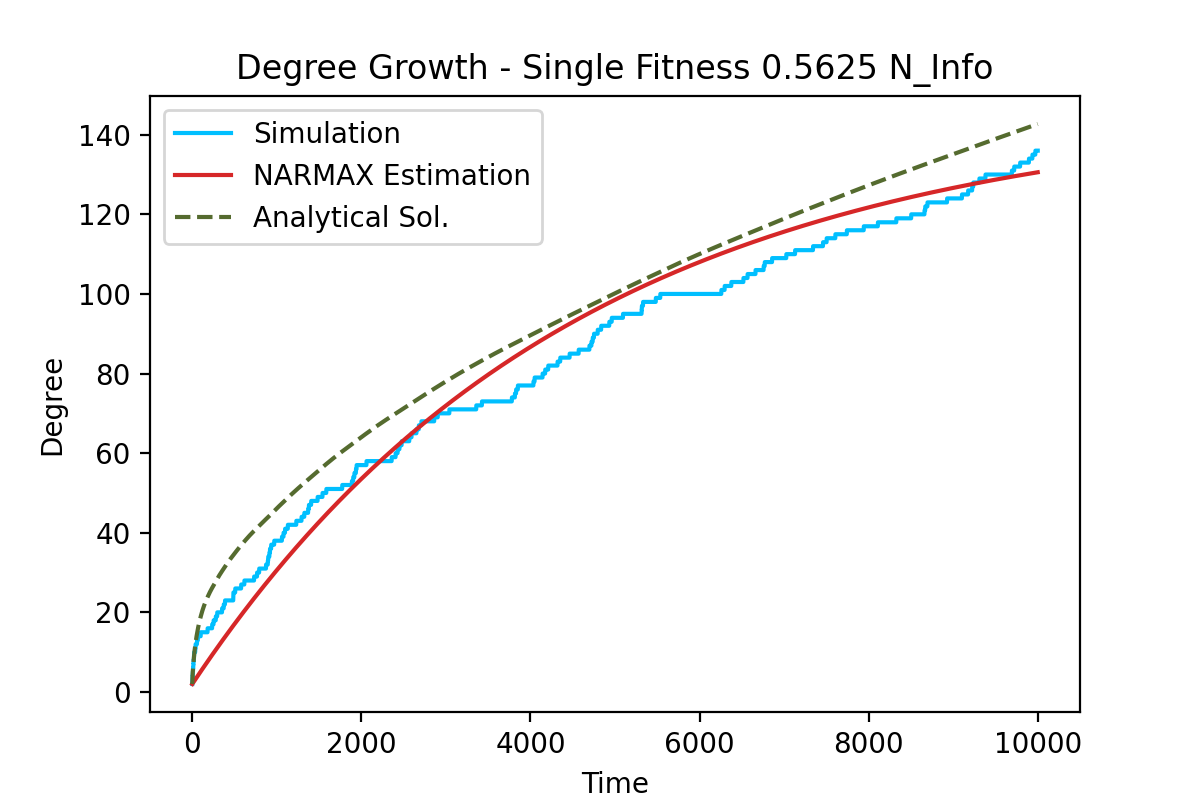 Degree Growth - Single Fitness 0.5625 N_Info
Simulation
NARMAX Estimation
Analytical Sol.
140
120
100
80
60
40
20
0
Degree
0 2000 4000 6000 8000 10000
Time